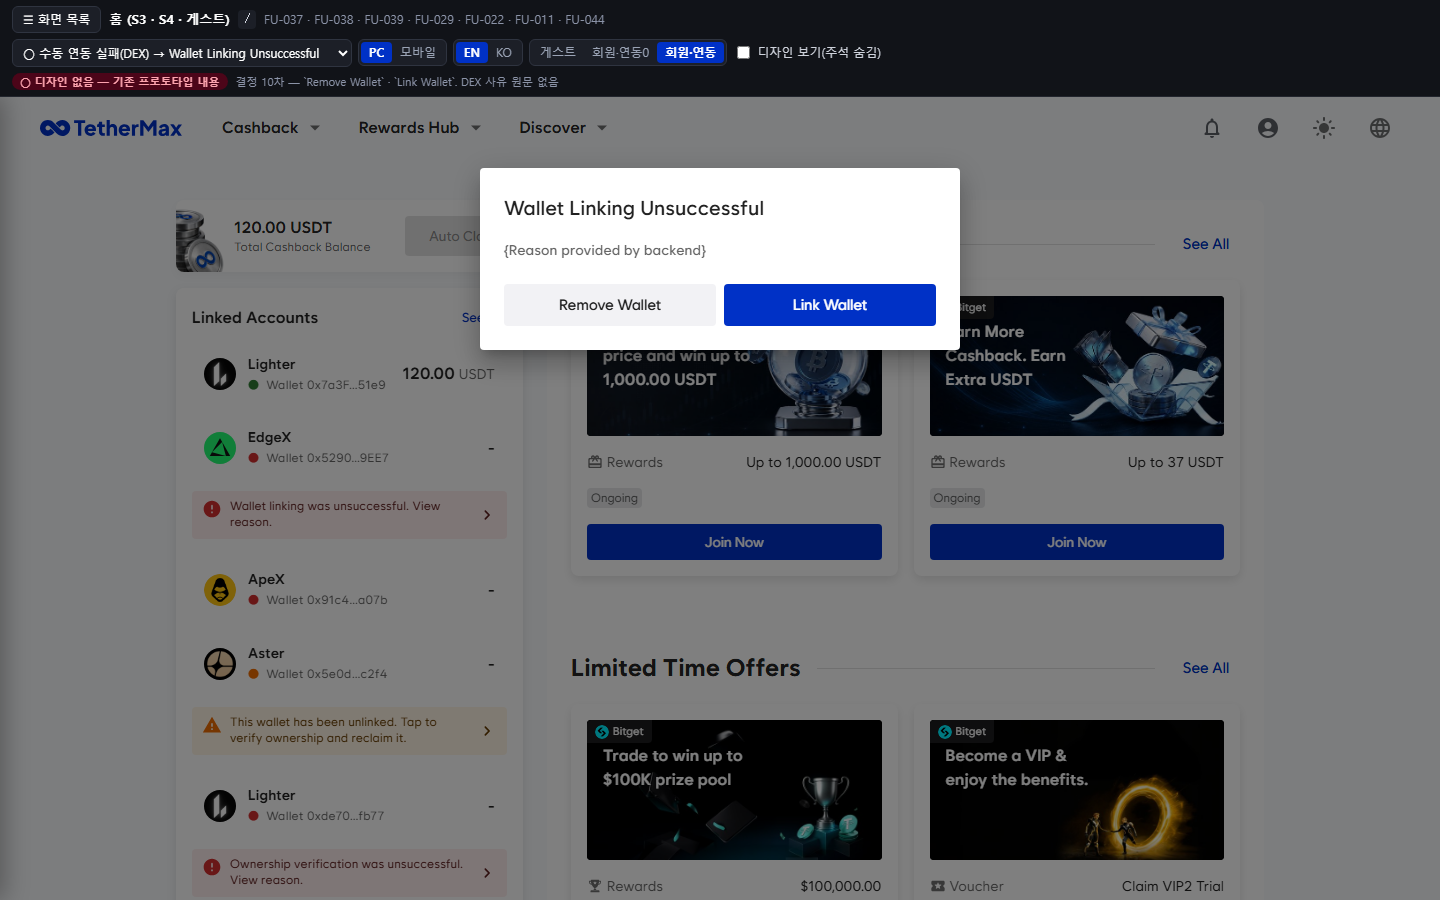 ☰ 화면 목록 홈 (S3 · S4 · 게스트) / FU-037 · FU-038 · FU-039 · FU-029 · FU-022 · FU-011 · FU-044
○ 수동 연동 실패(DEX) → Wallet Linking Unsuccessful PC 모바일 EN KO 게스트 회원·연동0 회원·연동 디자인 보기(주석 숨김)
○ 디자인 없음 — 기존 프로토타입 내용 결정 10차 — `Remove Wallet` · `Link Wallet`. DEX 사유 원문 없음
TetherMax Cashback Rewards Hub Discover
Wallet Linking Unsuccessful
{Reason provided by backend}
Remove Wallet Link Wallet
120.00 USDT
Total Cashback Balance
Auto Cla
Linked Accounts See
Lighter
Wallet 0x7a3F...51e9
120.00 USDT
EdgeX
Wallet 0x5290...9EE7
-
Wallet linking was unsuccessful. View
reason.
ApeX
Wallet 0x91c4...a07b
-
Aster
Wallet 0x5e0d...c2f4
-
This wallet has been unlinked. Tap to
verify ownership and reclaim it.
Lighter
Wallet 0xde70...fb77
-
Ownership verification was unsuccessful.
View reason.
See All
price and win up to
1,000.00 USDT
Rewards Up to 1,000.00 USDT
Ongoing
Join Now
Bitget
arn More
Cashback. Earn
Extra USDT
Rewards Up to 37 USDT
Ongoing
Join Now
Limited Time Offers See All
Bitget
Trade to win up to
$100K prize pool
Rewards $100,000.00
Bitget
Become a VIP &
enjoy the benefits.
Voucher Claim VIP2 Trial